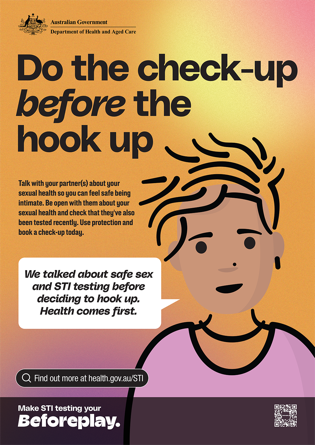 Australian Government
Department of Health and Aged Care
Do the check-up
before the
hook up
Talk with your partner(s) about your
sexual health so you can feel safe being
intimate. Be open with them about your
sexual health and check that they've also
been tested recently. Use protection and
book a check-up today.
We talked about safe sex
and STI testing before
deciding to hook up.
Health comes first.
Find out more at health.gov.au/STI
Make STI testing your
Beforeplay.